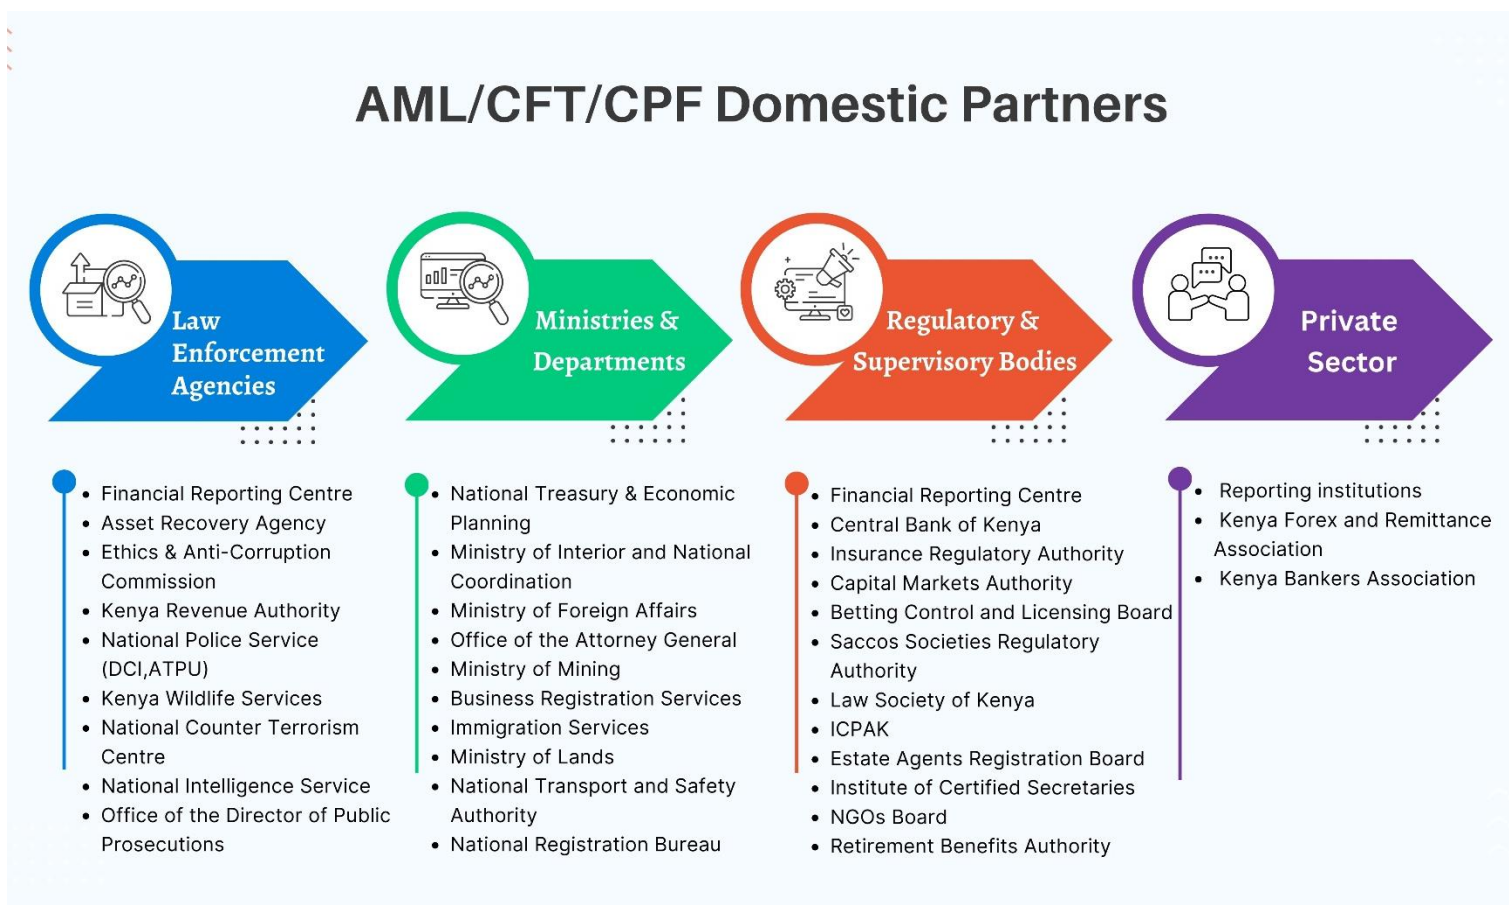 AML/CFT/CPF Domestic Partners
Law
Enforcement
Agencies
• Financial Reporting Centre
• Asset Recovery Agency
• Ethics & Anti-Corruption
Commission
• Kenya Revenue Authority
• National Police Service
(DCI,ATPU)
• Kenya Wildlife Services
• National Counter Terrorism
Centre
• National Intelligence Service
• Office of the Director of Public
Prosecutions
Ministries &
Departments
• National Treasury & Economic
Planning
• Ministry of Interior and National
Coordination
• Ministry of Foreign Affairs
• Office of the Attorney General
• Ministry of Mining
• Business Registration Services
• Immigration Services
• Ministry of Lands
• National Transport and Safety
Authority
• National Registration Bureau
Regulatory &
Supervisory Bodies
• Financial Reporting Centre
• Central Bank of Kenya
• Insurance Regulatory Authority
• Capital Markets Authority
• Betting Control and Licensing Board
• Saccos Societies Regulatory
Authority
• Law Society of Kenya
• ICPAK
• Estate Agents Registration Board
• Institute of Certified Secretaries
• NGOs Board
• Retirement Benefits Authority
Private
Sector
• Reporting institutions
• Kenya Forex and Remittance
Association
• Kenya Bankers Association